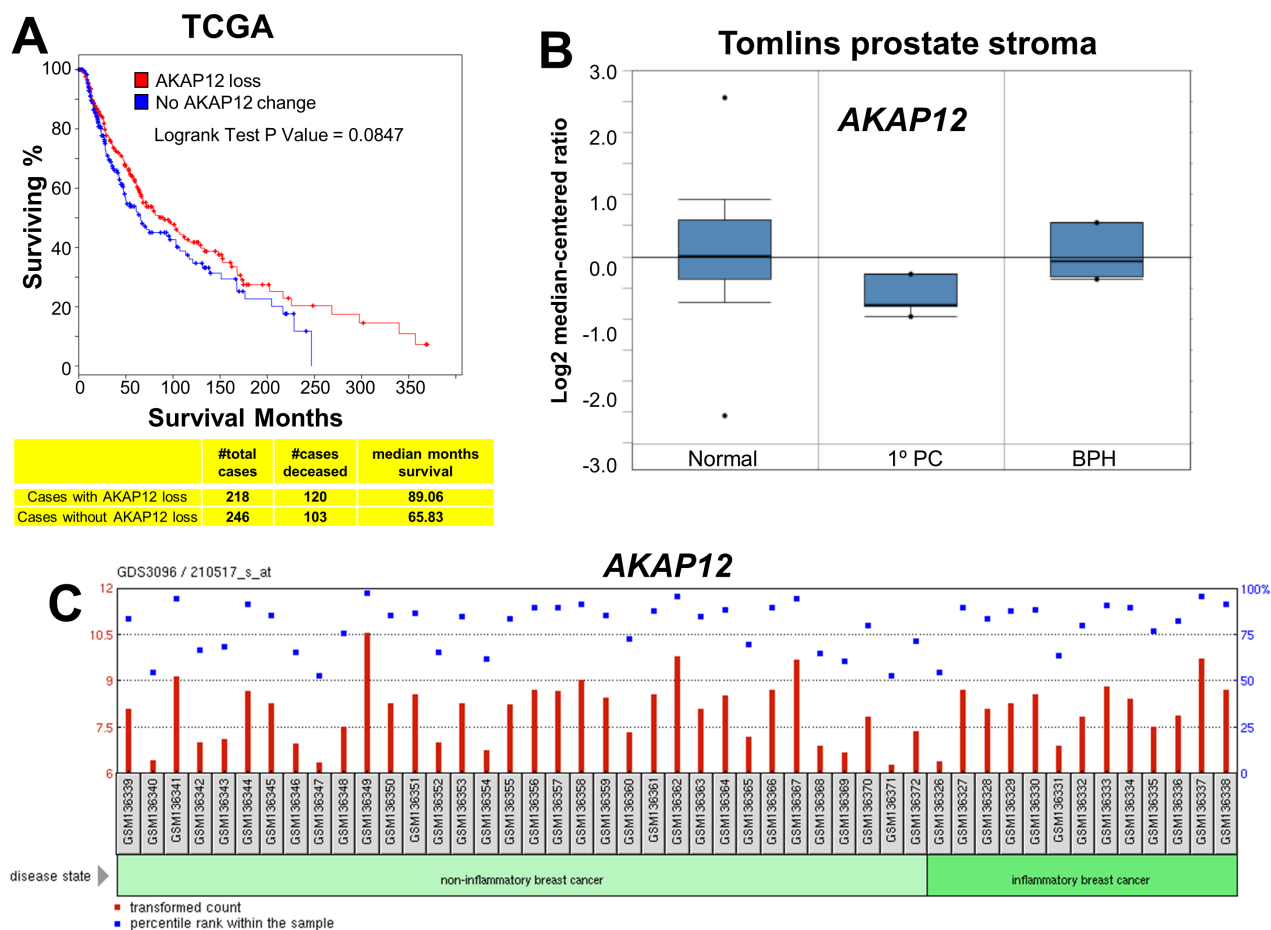 A
TCGA
100
80
60
40
20
0
Surviving %
AKAP12 loss
No AKAP12 change
Logrank Test P Value = 0.0847
0 50 100 150 200 250 300 350
Survival Months
#total cases #cases deceased median months survival
Cases with AKAP12 loss 218 120 89.06
Cases without AKAP12 loss 246 103 65.83
B
Tomlins prostate stroma
AKAP12
Log2 median-centered ratio
3.0
2.0
1.0
0.0
-1.0
-2.0
-3.0
Normal 1º PC BPH
C
GDS3096 / 210517_s_at
AKAP12
12
10.5
9
7.5
6
100%
75
50
25
0
GSM136339
GSM136340
GSM136341
GSM136342
GSM136343
GSM136344
GSM136345
GSM136346
GSM136347
GSM136348
GSM136349
GSM136350
GSM136351
GSM136352
GSM136353
GSM136354
GSM136355
GSM136356
GSM136357
GSM136358
GSM136359
GSM136360
GSM136361
GSM136362
GSM136363
GSM136364
GSM136365
GSM136366
GSM136367
GSM136368
GSM136369
GSM136370
GSM136371
GSM136372
GSM136326
GSM136327
GSM136328
GSM136329
GSM136330
GSM136331
GSM136332
GSM136333
GSM136334
GSM136335
GSM136336
GSM136337
GSM136338
disease state
non-inflammatory breast cancer
inflammatory breast cancer
transformed count
percentile rank within the sample